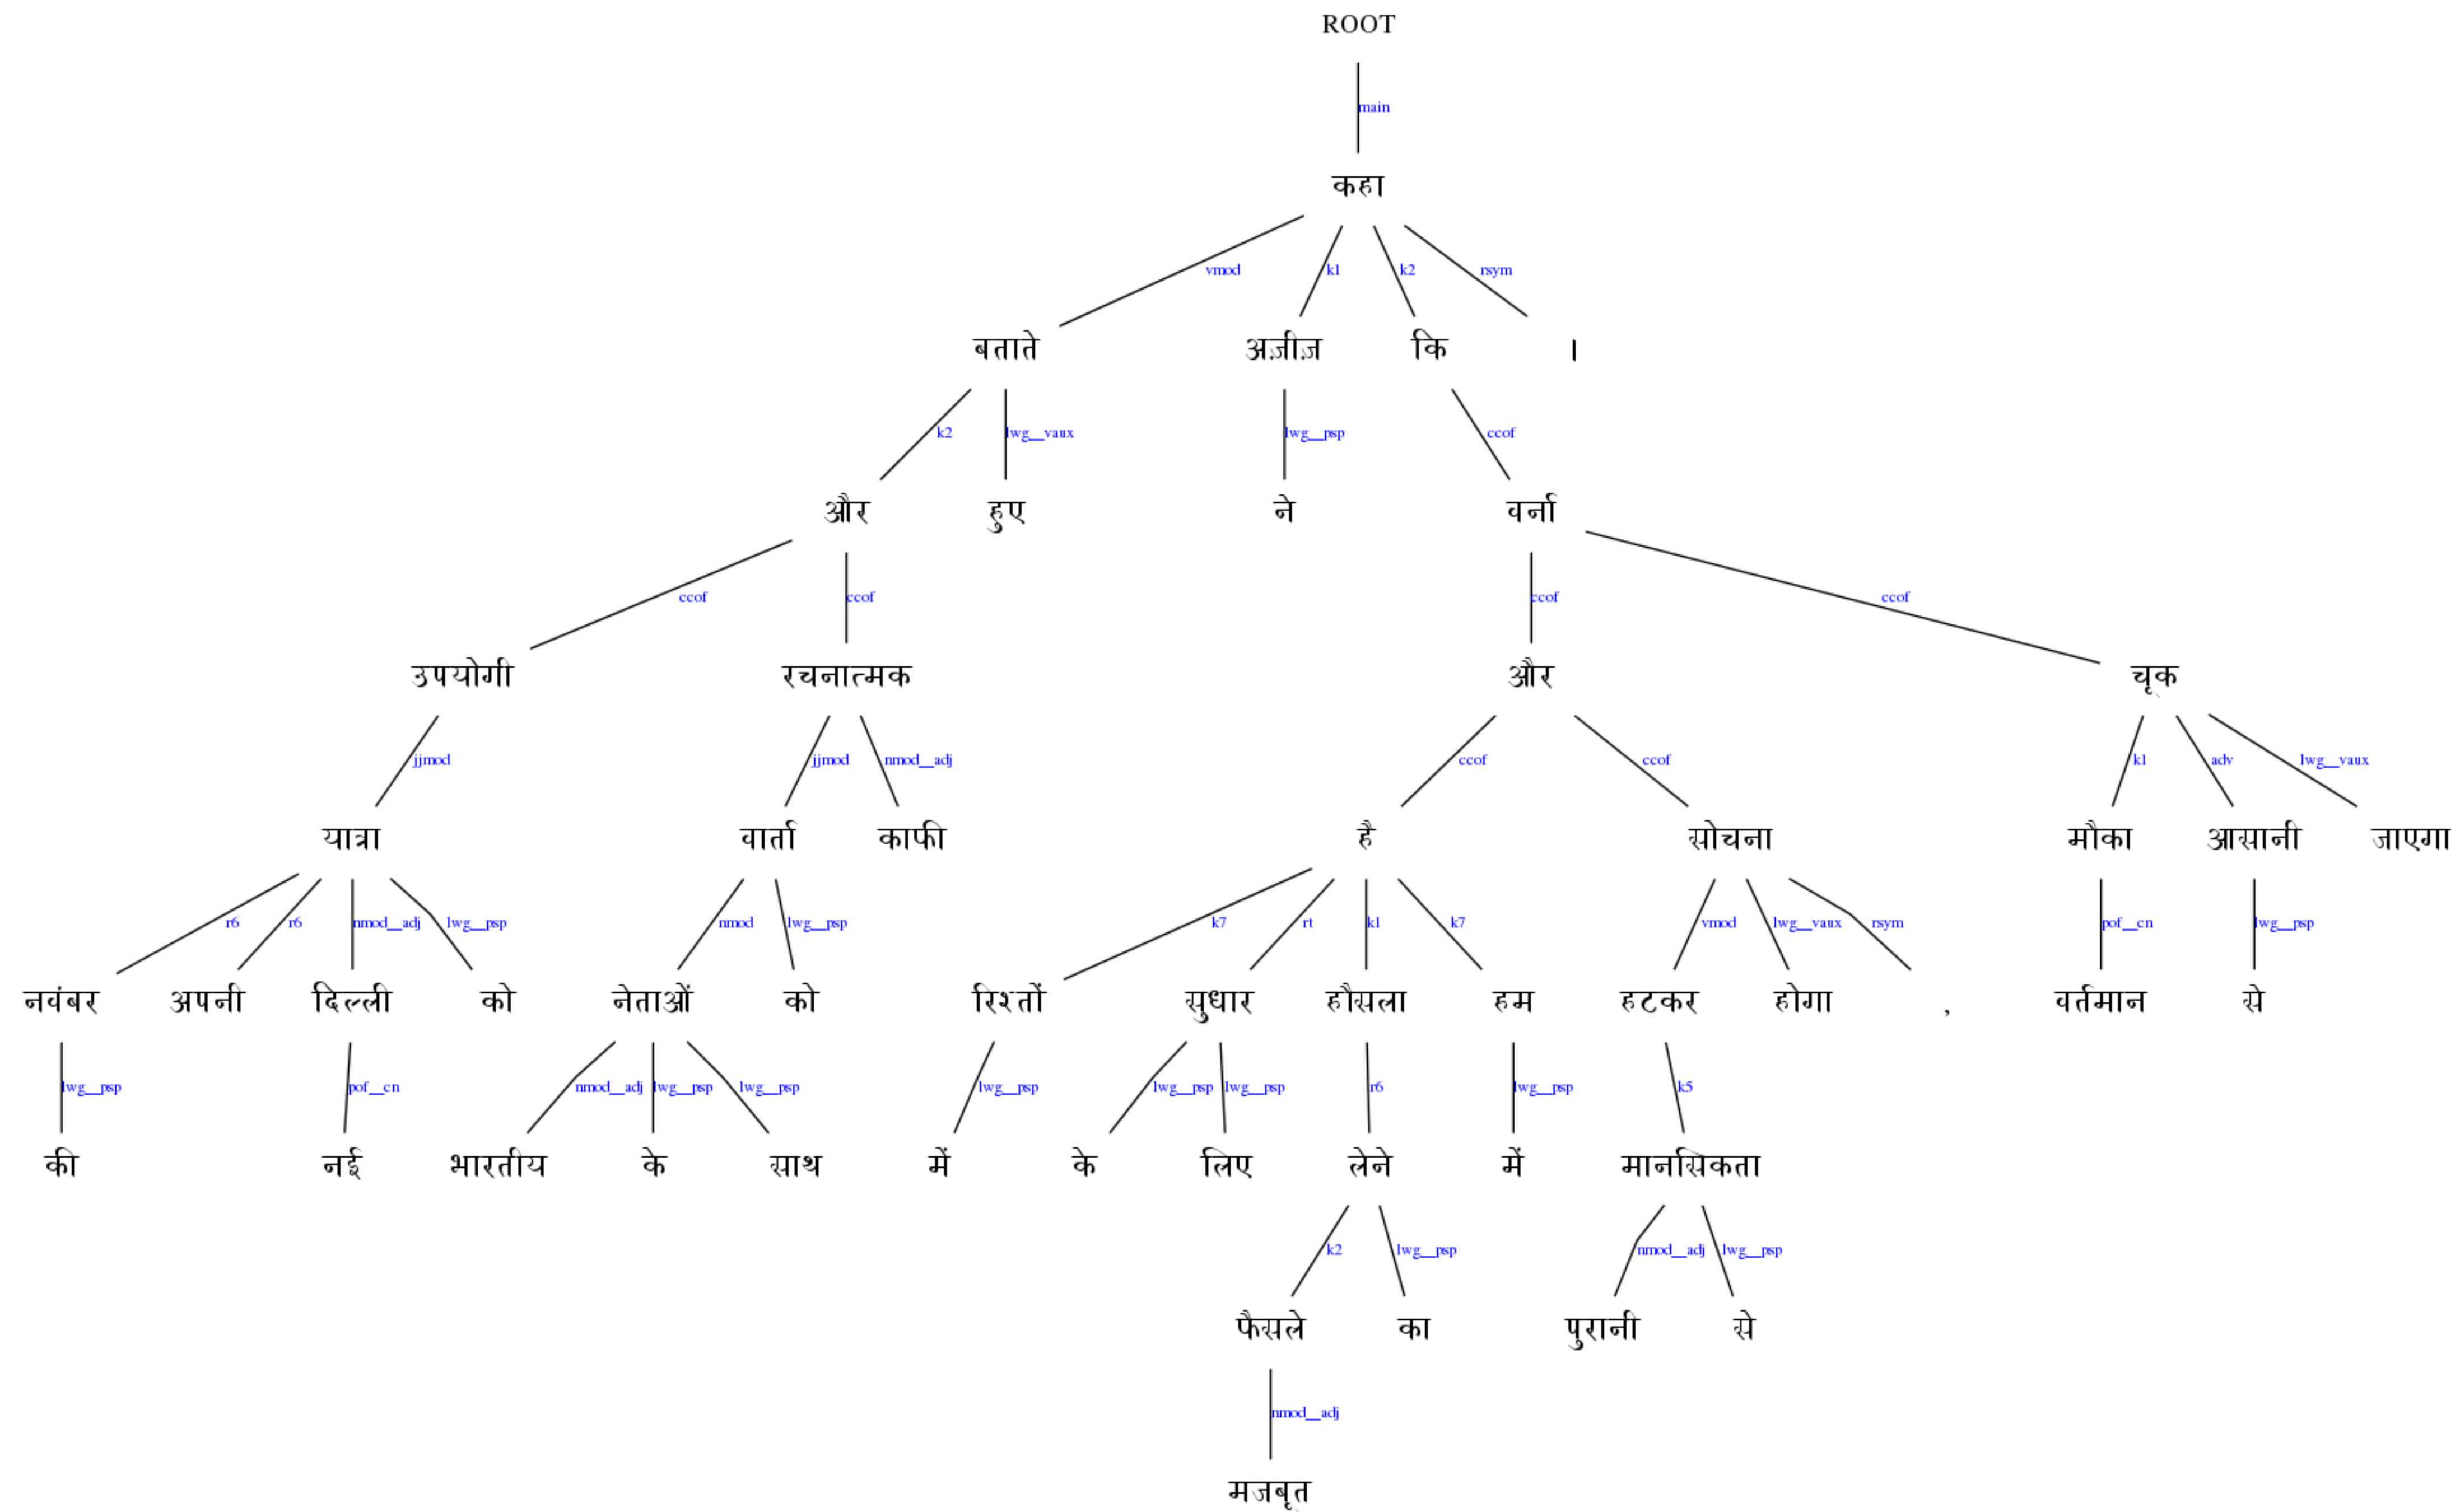 ROOT
main
कहा
vmod k1 k2 rsym
बताते अज़ीज़ कि ।
k2 lwg__vaux lwg__psp ccof
और हुए ने वर्ना
ccof ccof ccof ccof
उपयोगी रचनात्मक और चूक
jjmod jjmod nmod__adj ccof ccof k1 adv lwg__vaux
यात्रा वार्ता काफी है सोचना मौका आसानी जाएगा
r6 r6 nmod__adj lwg__psp nmod lwg__psp k7 rt k1 k7 vmod lwg__vaux rsym pof__cn lwg__psp
नवंबर अपनी दिल्ली को नेताओं को रिश्तों सुधार हौसला हम हटकर होगा , वर्तमान से
lwg__psp pof__cn nmod__adj lwg__psp lwg__psp lwg__psp lwg__psp lwg__psp r6 lwg__psp k5
की नई भारतीय के साथ में के लिए लेने में मानसिकता
k2 lwg__psp nmod__adj lwg__psp
फैसले का पुरानी से
nmod__adj
मजबूत